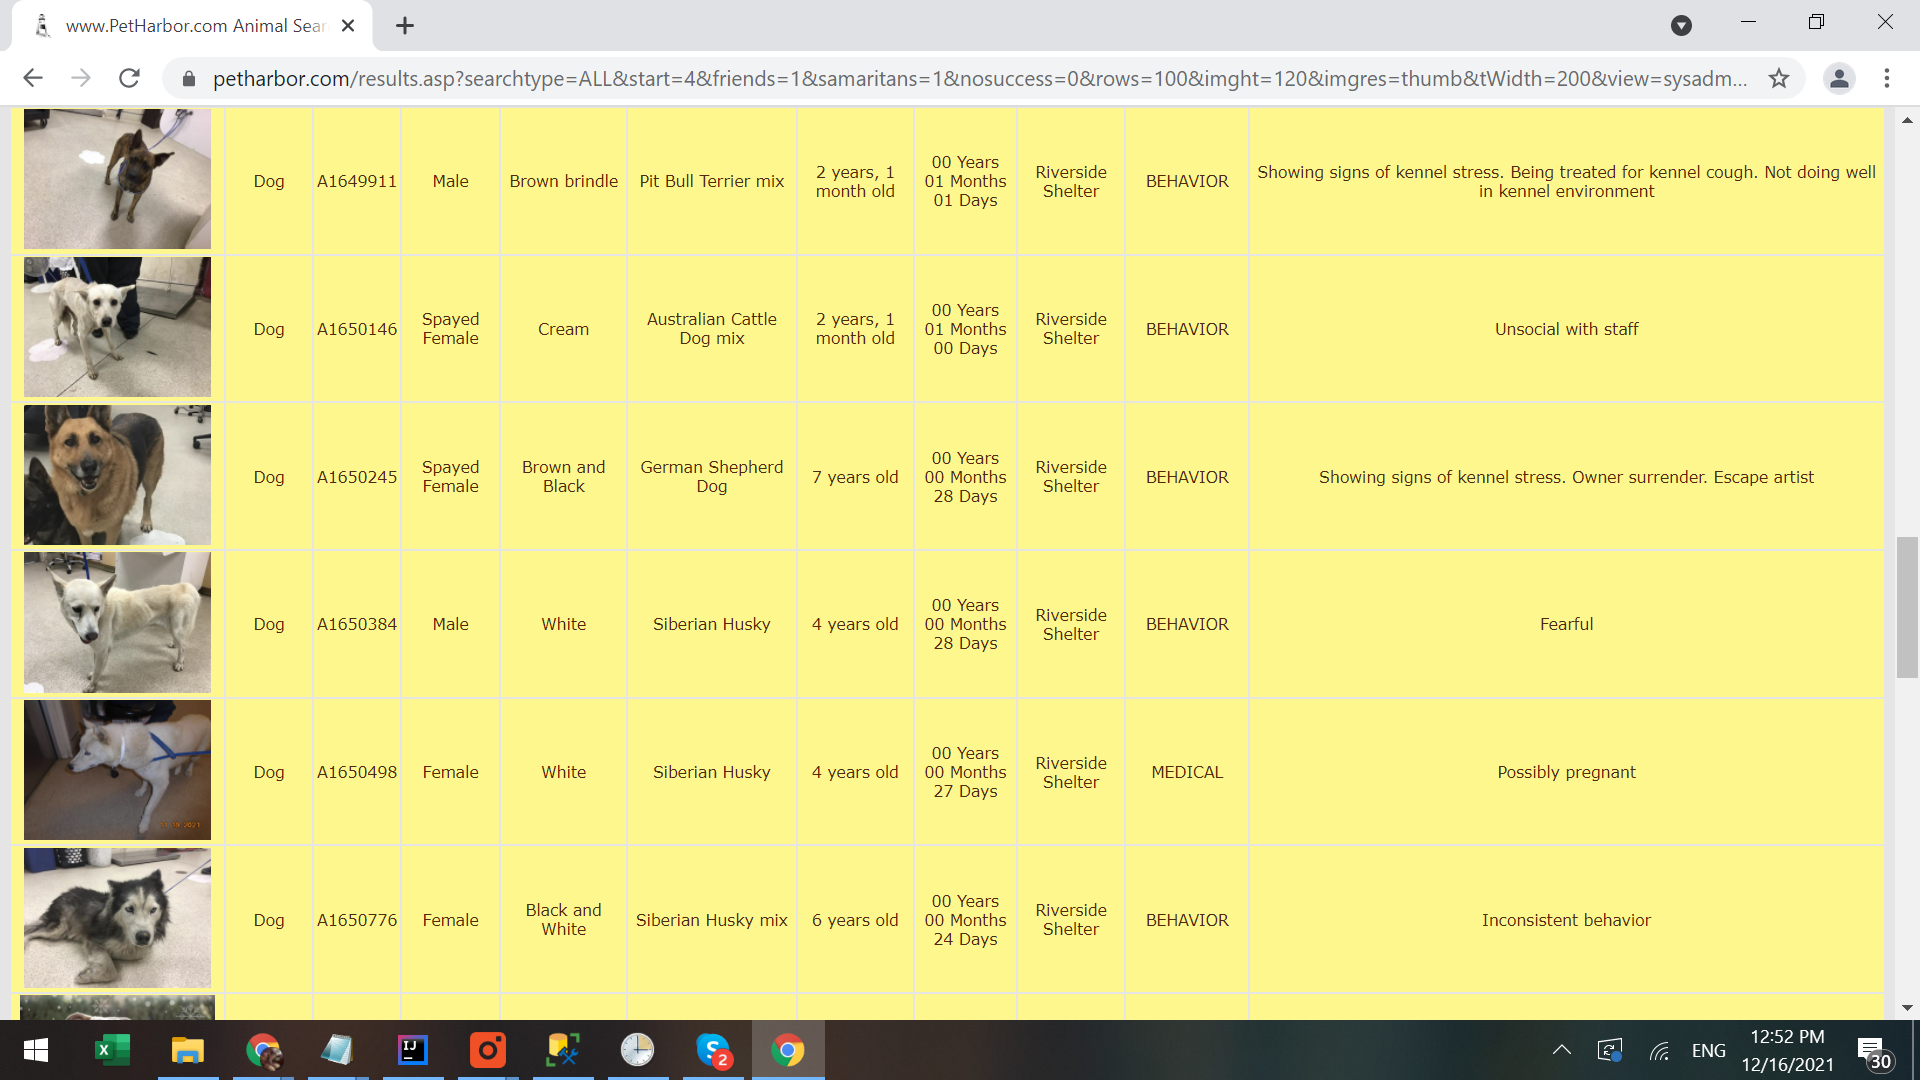 www.PetHarbor.com Animal Sear
petharbor.com/results.asp?searchtype=ALL&start=4&friends=1&samaritans=1&nosuccess=0&rows=100&imght=120&imgres=thumb&tWidth=200&view=sysadm...
Dog
A1649911
Male
Brown brindle
Pit Bull Terrier mix
2 years, 1
month old
00 Years
01 Months
01 Days
Riverside
Shelter
BEHAVIOR
Showing signs of kennel stress. Being treated for kennel cough. Not doing well
in kennel environment
Dog
A1650146
Spayed
Female
Cream
Australian Cattle
Dog mix
2 years, 1
month old
00 Years
01 Months
00 Days
Riverside
Shelter
BEHAVIOR
Unsocial with staff
Dog
A1650245
Spayed
Female
Brown and
Black
German Shepherd
Dog
7 years old
00 Years
00 Months
28 Days
Riverside
Shelter
BEHAVIOR
Showing signs of kennel stress. Owner surrender. Escape artist
Dog
A1650384
Male
White
Siberian Husky
4 years old
00 Years
00 Months
28 Days
Riverside
Shelter
BEHAVIOR
Fearful
Dog
A1650498
Female
White
Siberian Husky
4 years old
00 Years
00 Months
27 Days
Riverside
Shelter
MEDICAL
Possibly pregnant
Dog
A1650776
Female
Black and
White
Siberian Husky mix
6 years old
00 Years
00 Months
24 Days
Riverside
Shelter
BEHAVIOR
Inconsistent behavior
X
IJ
S
2
ENG
12:52 PM
12/16/2021
30